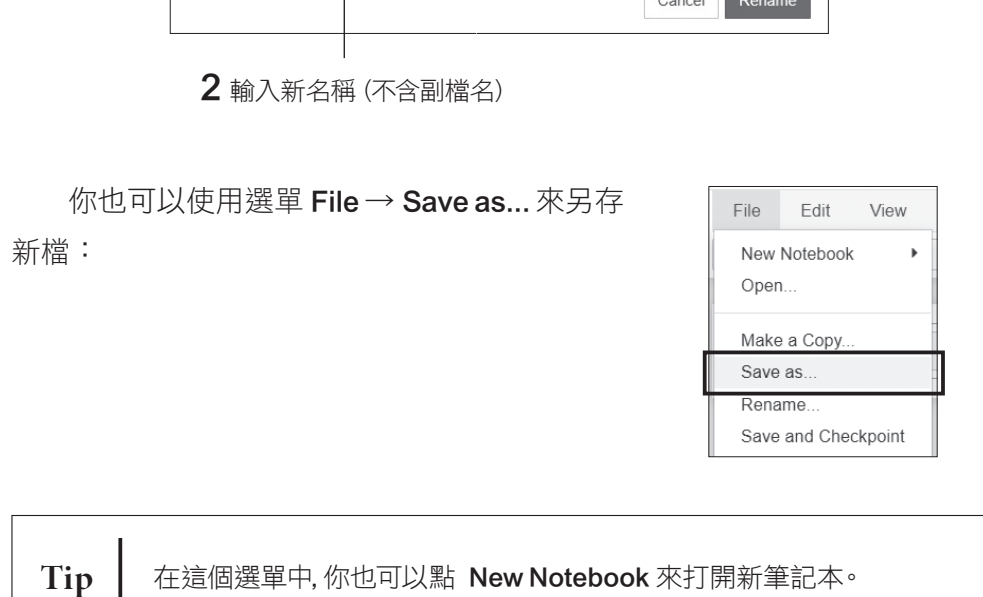 Cancel Rename
2 輸入新名稱 (不含副檔名)
你也可以使用選單 File → Save as... 來另存
新檔：
File Edit View
New Notebook
Open...
Make a Copy...
Save as...
Rename...
Save and Checkpoint
Tip 在這個選單中, 你也可以點 New Notebook 來打開新筆記本。